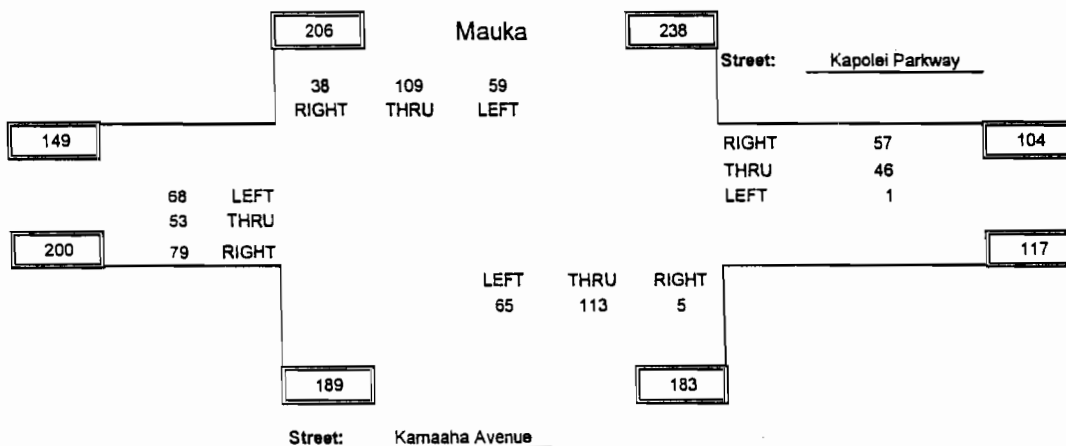 206 Mauka 238
Street: Kapolei Parkway
38 109 59
RIGHT THRU LEFT
149 104
RIGHT 57
THRU 46
LEFT 1
68 LEFT
53 THRU
79 RIGHT
200 117
LEFT THRU RIGHT
65 113 5
189 183
Street: Kamaaha Avenue